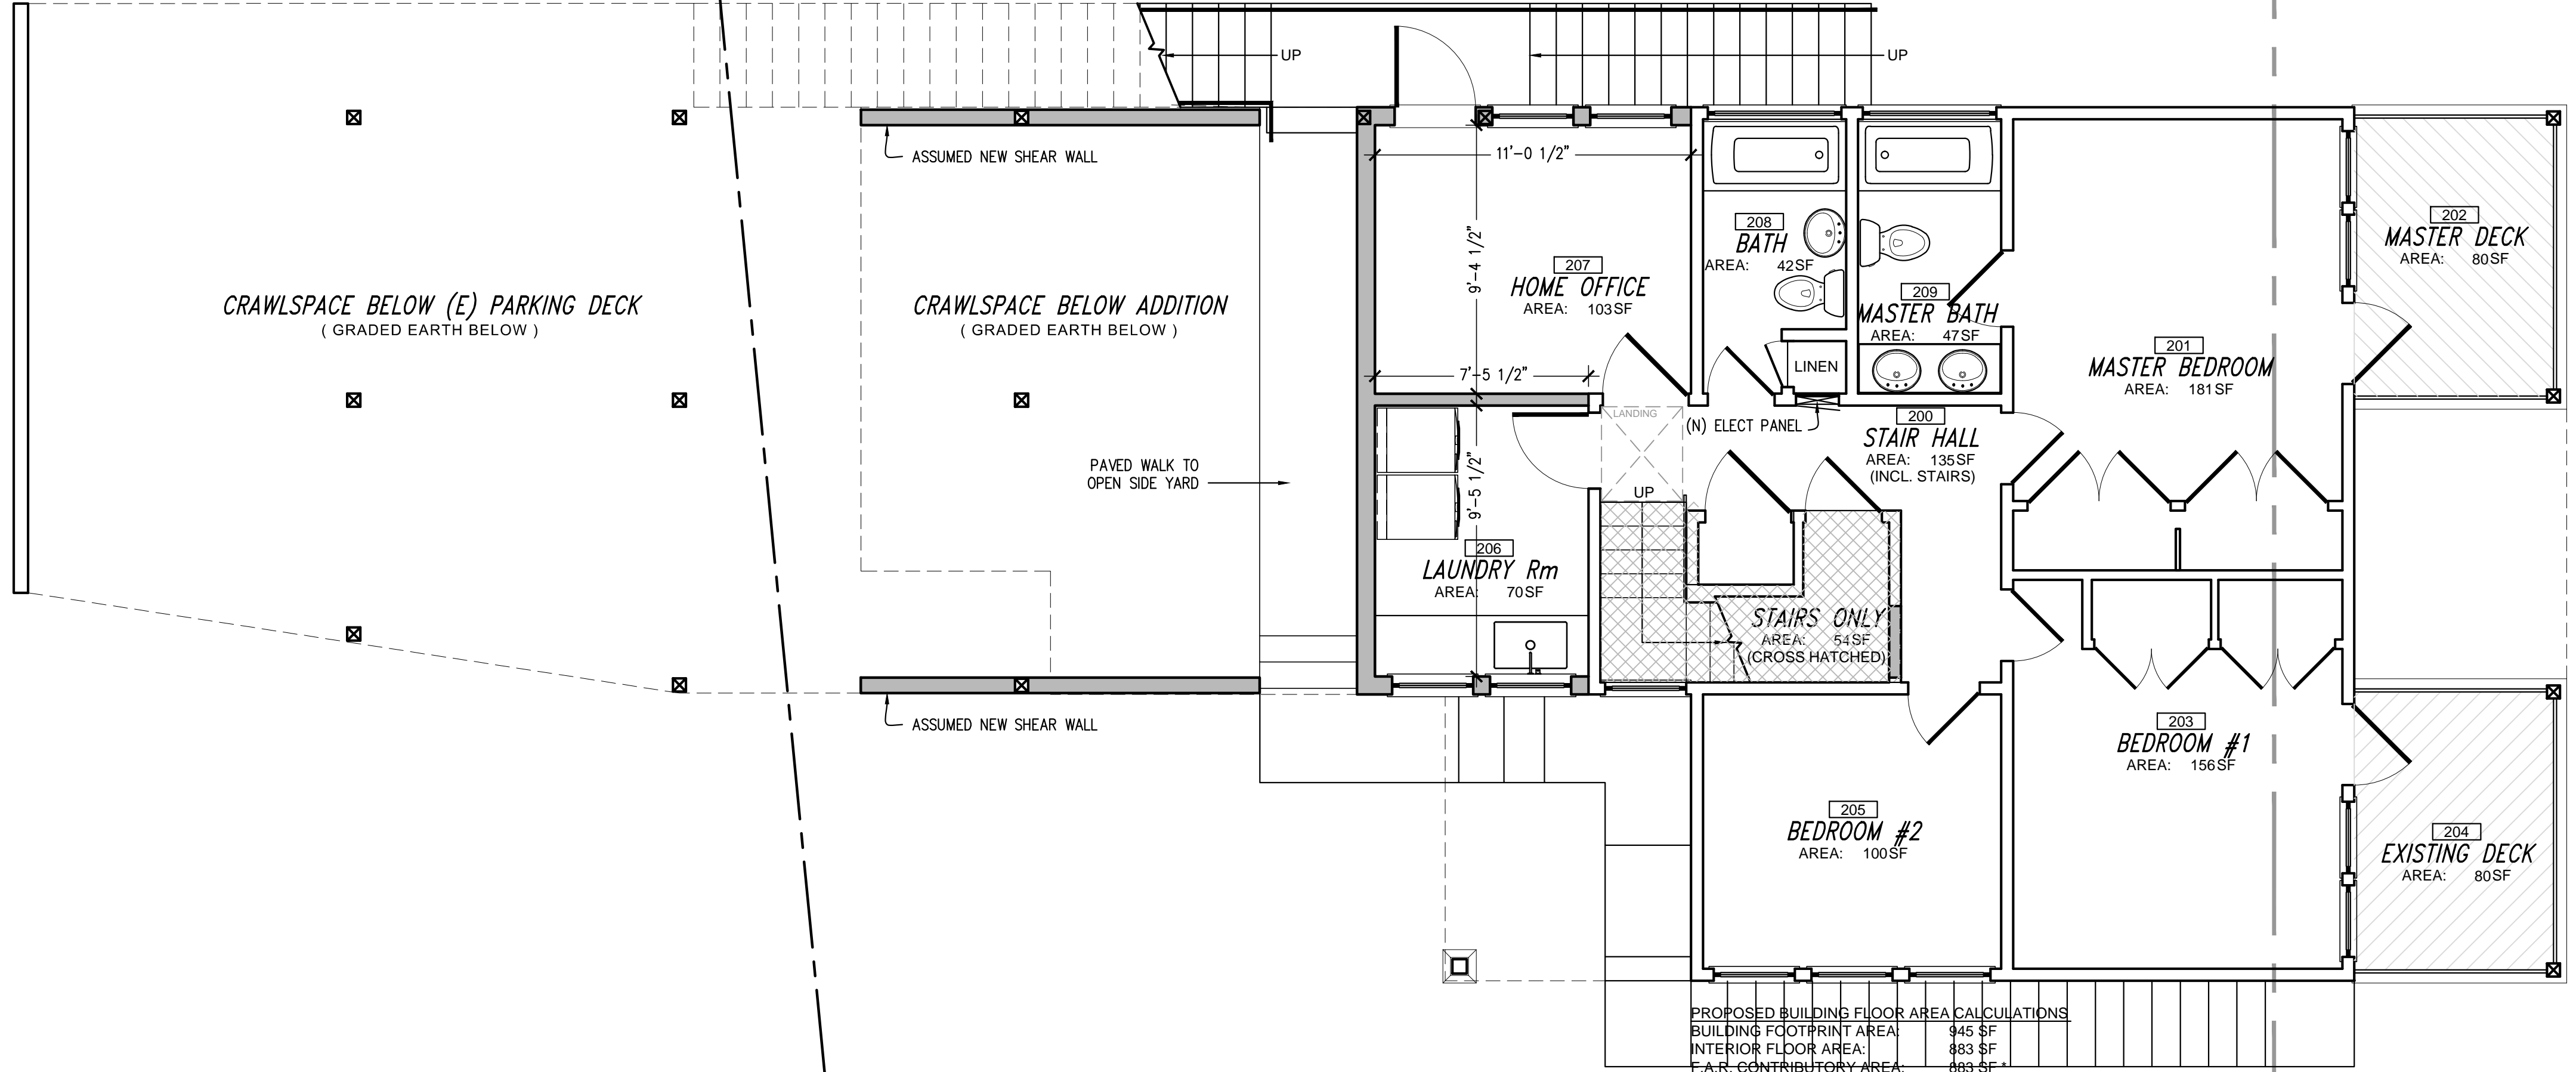 UP
UP
ASSUMED NEW SHEAR WALL
11'-0 1/2"
9'-4 1/2"
208
BATH
AREA: 42SF
202
MASTER DECK
AREA: 80SF
207
HOME OFFICE
AREA: 103SF
209
MASTER BATH
AREA: 47SF
CRAWLSPACE BELOW (E) PARKING DECK
( GRADED EARTH BELOW )
CRAWLSPACE BELOW ADDITION
( GRADED EARTH BELOW )
201
MASTER BEDROOM
AREA: 181SF
LINEN
7'-5 1/2"
LANDING
(N) ELECT PANEL
200
STAIR HALL
AREA: 135SF
(INCL. STAIRS)
PAVED WALK TO
OPEN SIDE YARD
9'-5 1/2"
UP
206
LAUNDRY Rm
AREA: 70SF
STAIRS ONLY
AREA: 54SF
(CROSS HATCHED)
ASSUMED NEW SHEAR WALL
203
BEDROOM #1
AREA: 156SF
205
BEDROOM #2
AREA: 100SF
204
EXISTING DECK
AREA: 80SF
PROPOSED BUILDING FLOOR AREA CALCULATIONS
BUILDING FOOTPRINT AREA: 945 SF
INTERIOR FLOOR AREA: 883 SF
F.A.R. CONTRIBUTORY AREA: 883 SF *